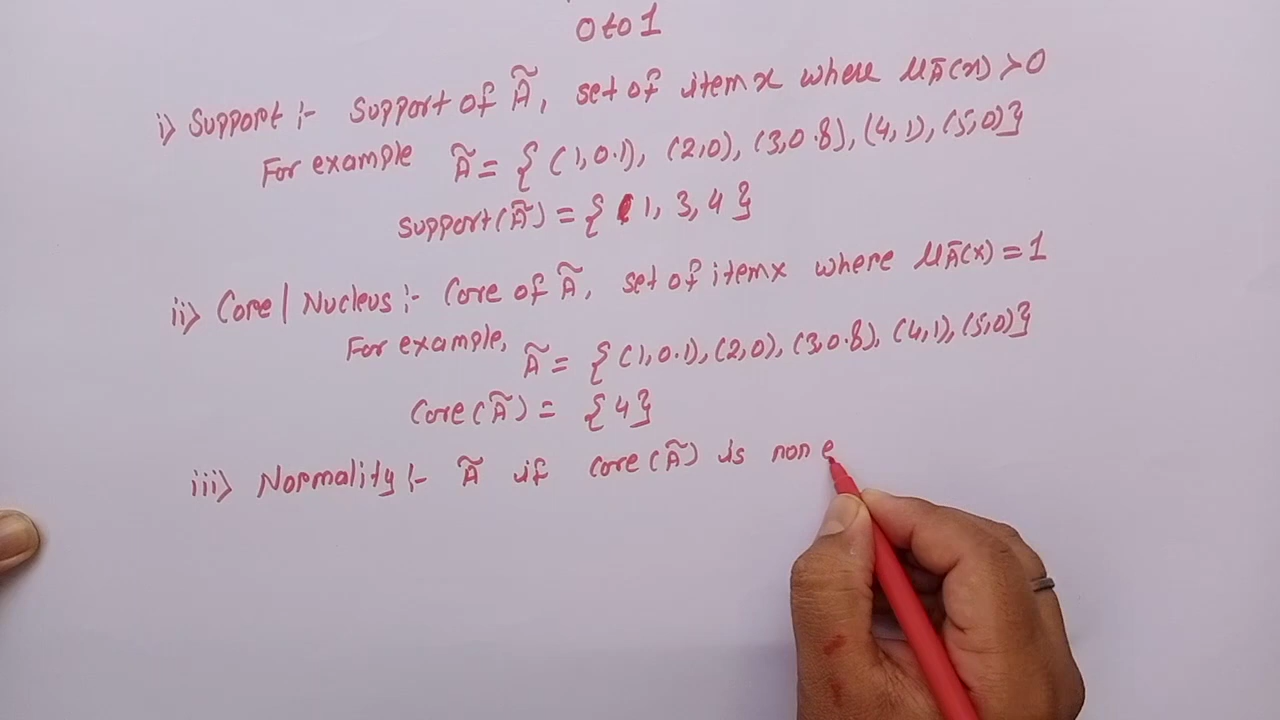 0 to 1
i) Support :- Support of Ã, set of item x where μÃ(x) > 0
For example Ã = { (1, 0.1), (2,0), (3,0.8), (4,1), (5,0)}
support(Ã) = { 1, 3, 4 }
ii) Core | Nucleus :- Core of Ã, set of item x where μÃ(x) = 1
For example, Ã = { (1, 0.1), (2,0), (3,0.8), (4,1), (5,0)}
Core(Ã) = {4}
iii) Normality :- Ã if core(Ã) is non e